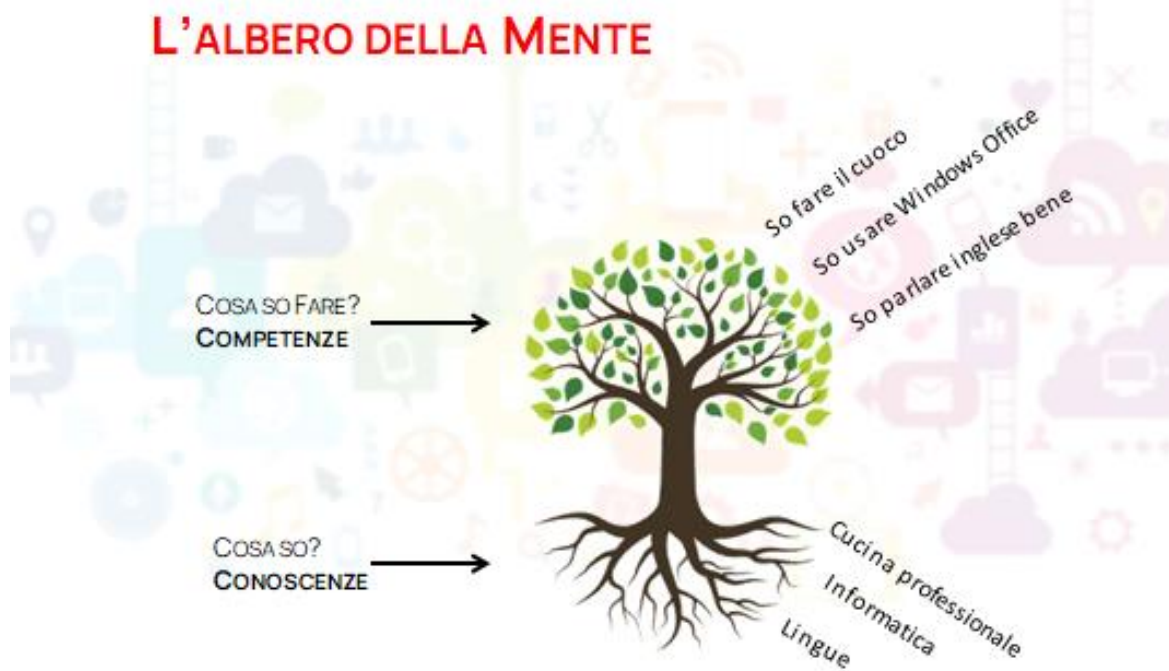 L'ALBERO DELLA MENTE
So fare il cuoco
So usare Windows Office
So parlare inglese bene
COSA SO FARE?
COMPETENZE
COSA SO?
CONOSCENZE
Cucina professionale
Informatica
Lingue